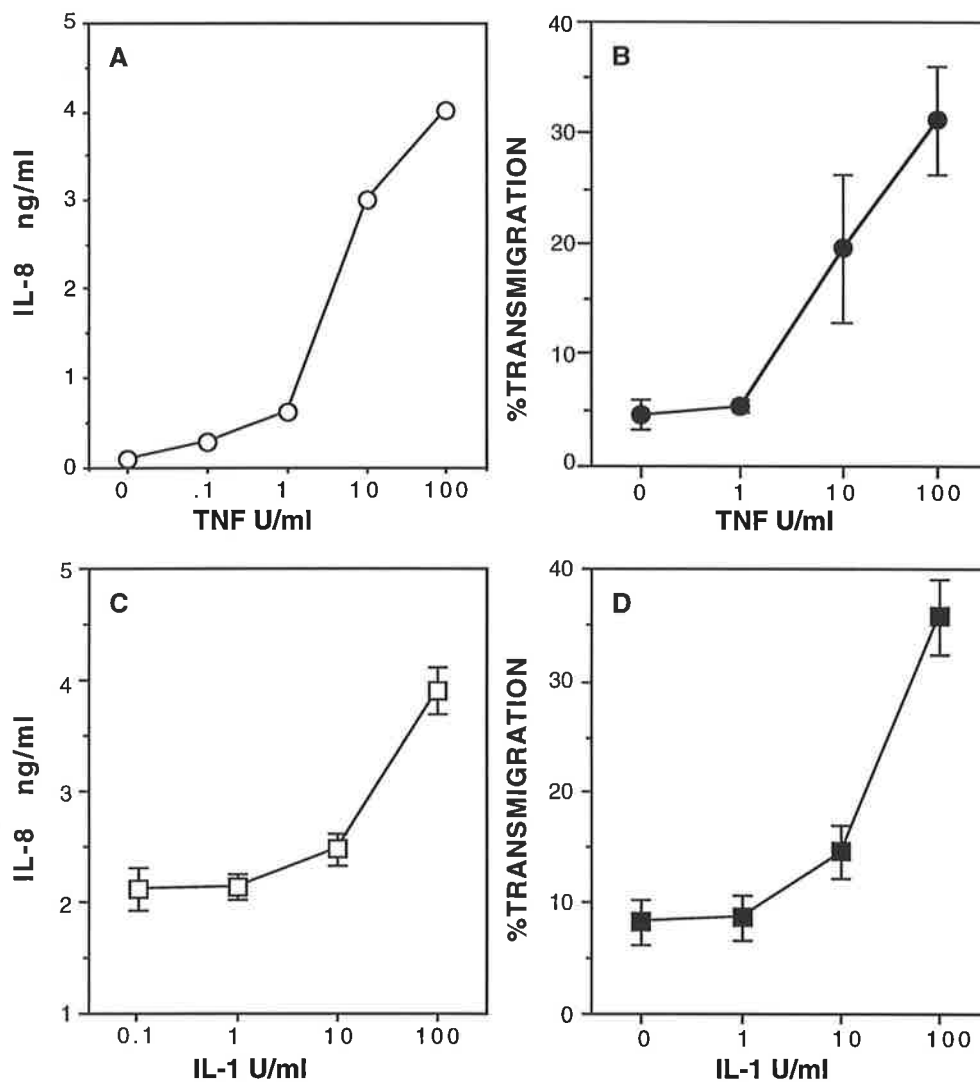 A
5
4
3
2
1
0
IL-8 ng/ml
0 .1 1 10 100
TNF U/ml
B
40
30
20
10
0
%TRANSMIGRATION
0 1 10 100
TNF U/ml
C
5
4
3
2
1
IL-8 ng/ml
0.1 1 10 100
IL-1 U/ml
D
40
30
20
10
0
%TRANSMIGRATION
0 1 10 100
IL-1 U/ml